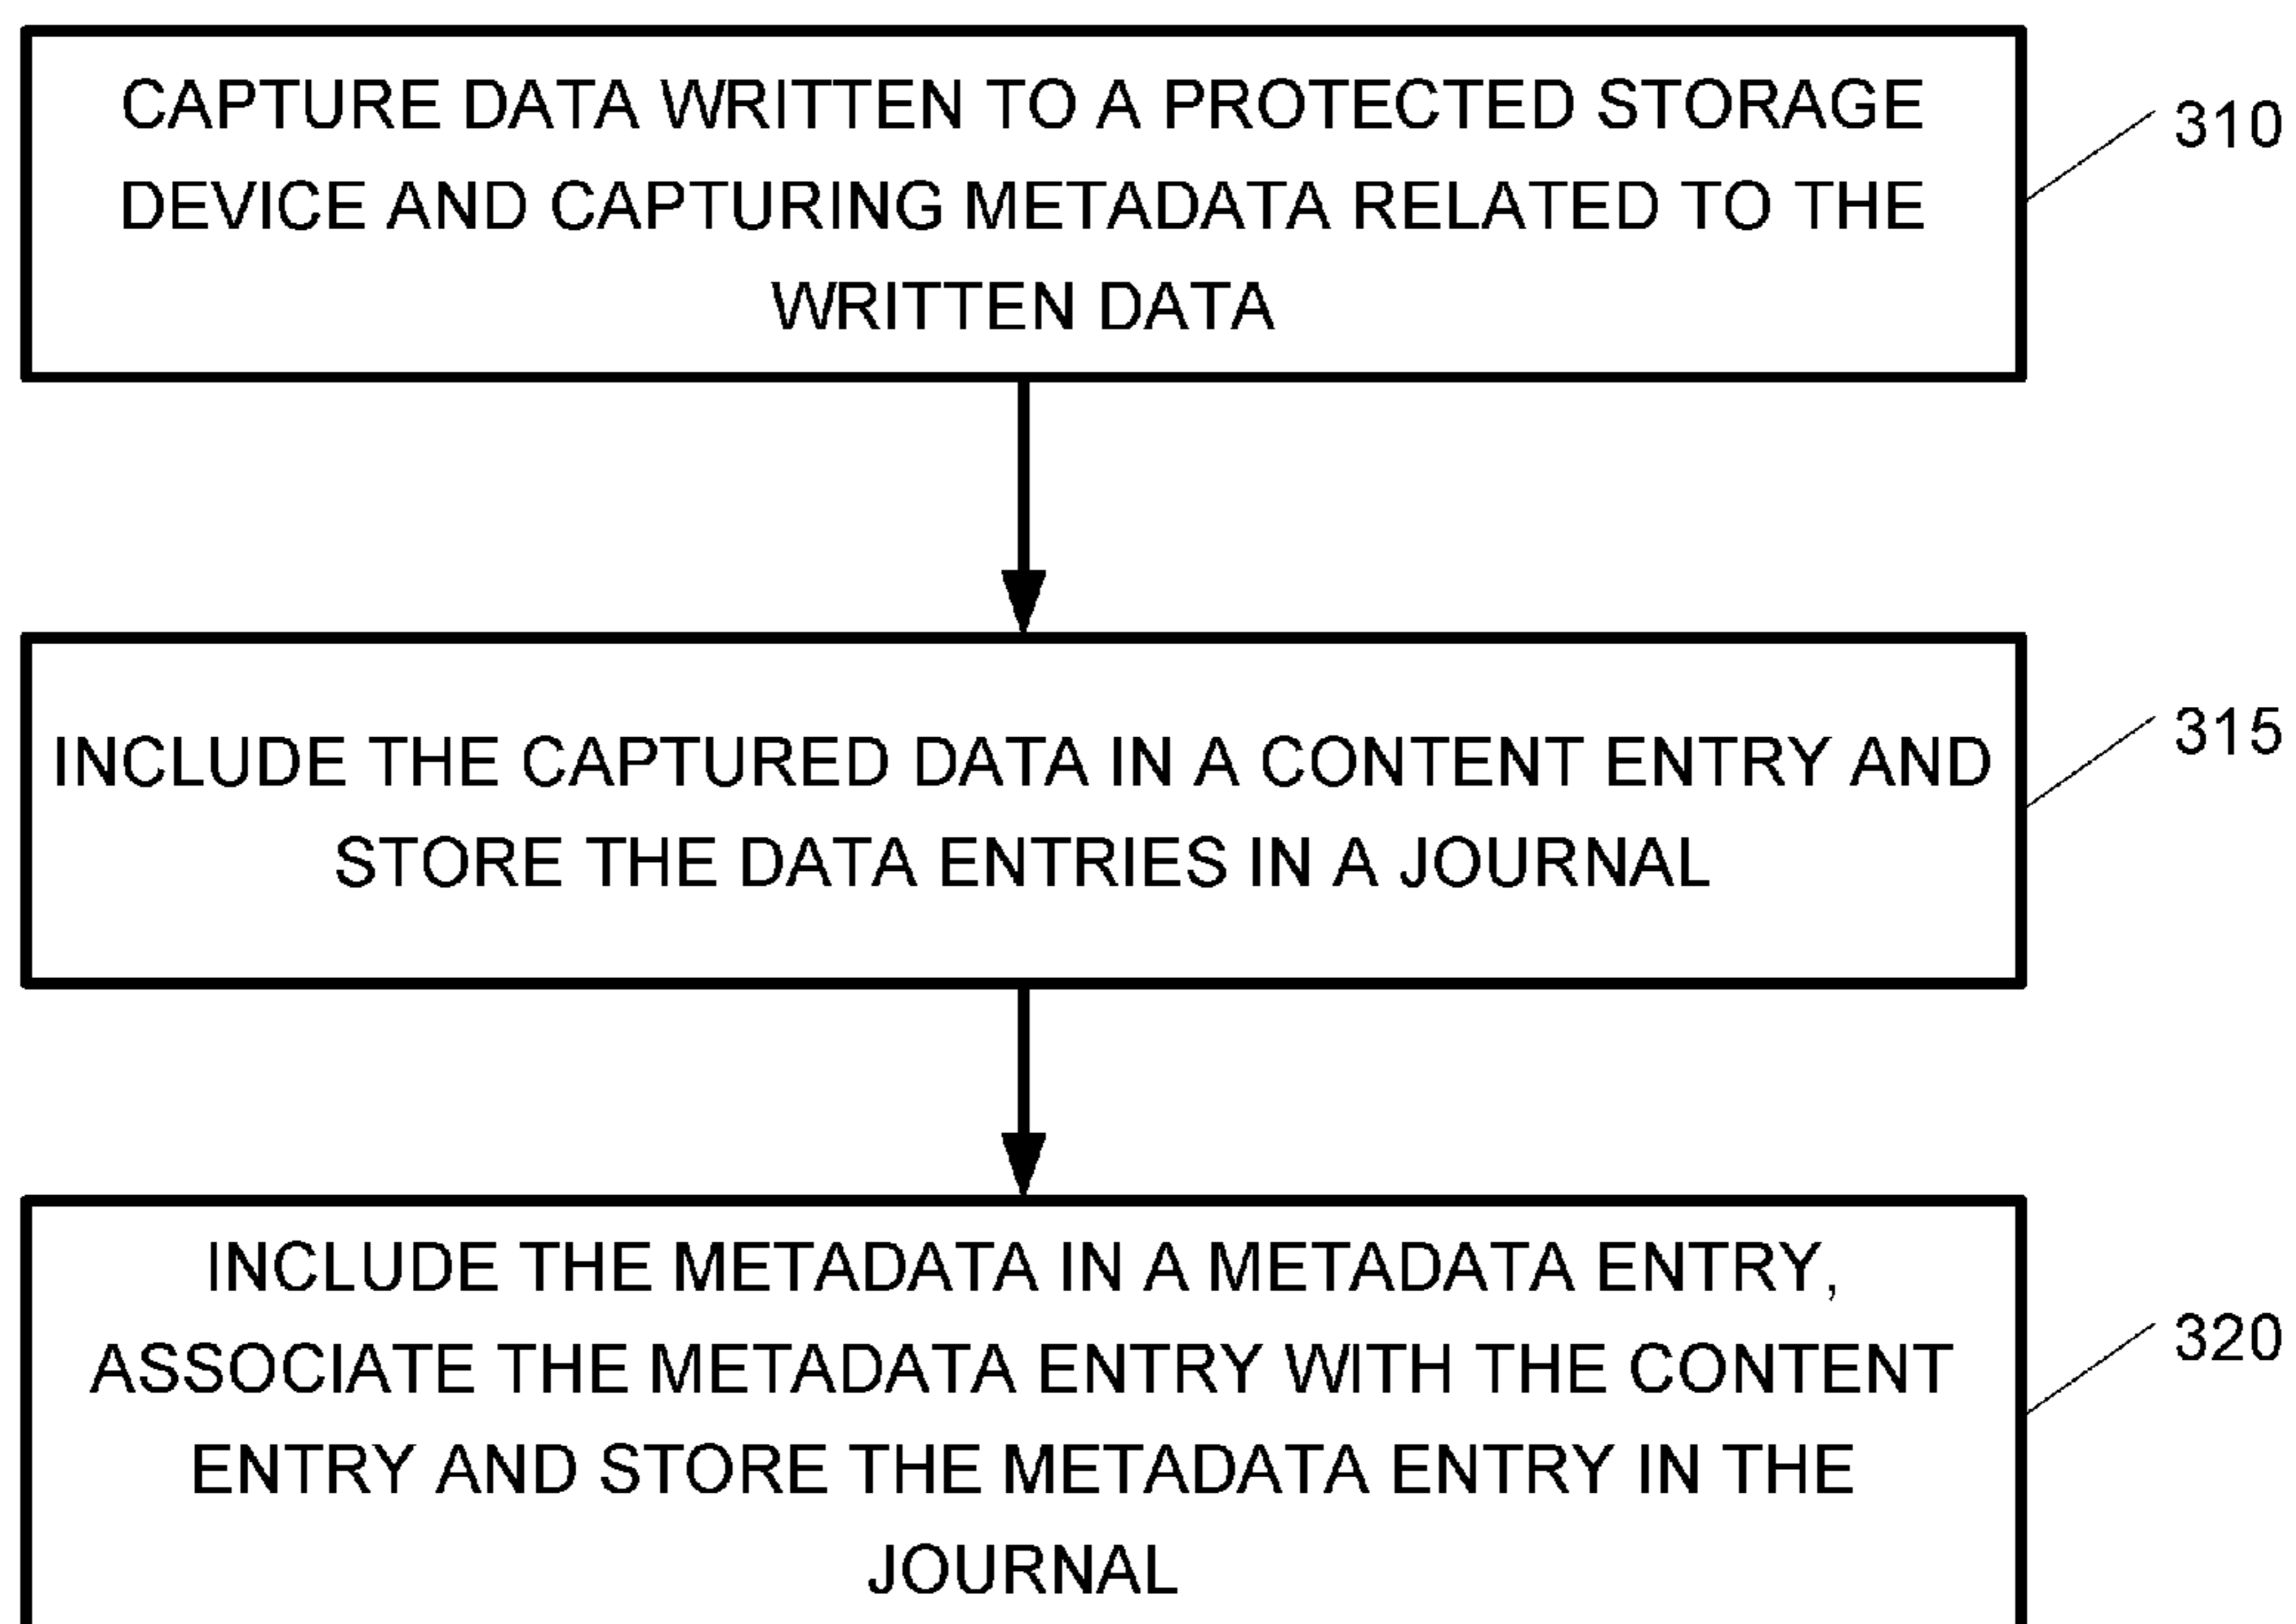 CAPTURE DATA WRITTEN TO A PROTECTED STORAGE
DEVICE AND CAPTURING METADATA RELATED TO THE
WRITTEN DATA
310
INCLUDE THE CAPTURED DATA IN A CONTENT ENTRY AND
STORE THE DATA ENTRIES IN A JOURNAL
315
INCLUDE THE METADATA IN A METADATA ENTRY,
ASSOCIATE THE METADATA ENTRY WITH THE CONTENT
ENTRY AND STORE THE METADATA ENTRY IN THE
JOURNAL
320